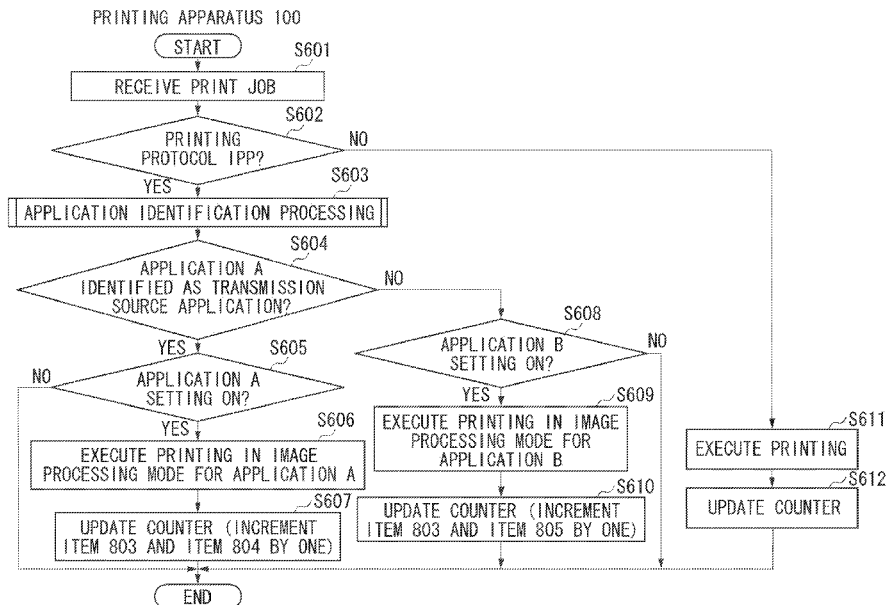 PRINTING APPARATUS 100
START
S601
RECEIVE PRINT JOB
S602
PRINTING
PROTOCOL IPP?
NO
YES
S603
APPLICATION IDENTIFICATION PROCESSING
S604
APPLICATION A
IDENTIFIED AS TRANSMISSION
SOURCE APPLICATION?
NO
YES
S605
NO
APPLICATION A
SETTING ON?
YES
S606
EXECUTE PRINTING IN IMAGE
PROCESSING MODE FOR APPLICATION A
S607
UPDATE COUNTER (INCREMENT
ITEM 803 AND ITEM 804 BY ONE)
S608
APPLICATION B
SETTING ON?
NO
YES
S609
EXECUTE PRINTING IN IMAGE
PROCESSING MODE FOR
APPLICATION B
S610
UPDATE COUNTER (INCREMENT
ITEM 803 AND ITEM 805 BY ONE)
S611
EXECUTE PRINTING
S612
UPDATE COUNTER
END